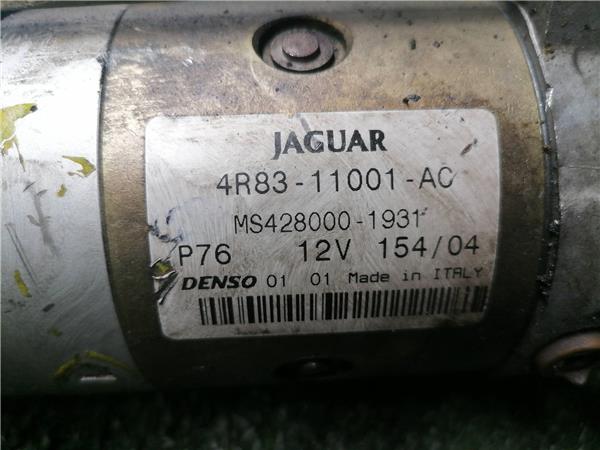 JAGUAR
4R83-11001-AC
MS428000-1931
P76 12V 154/04
DENSO 01 01 Made in ITALY